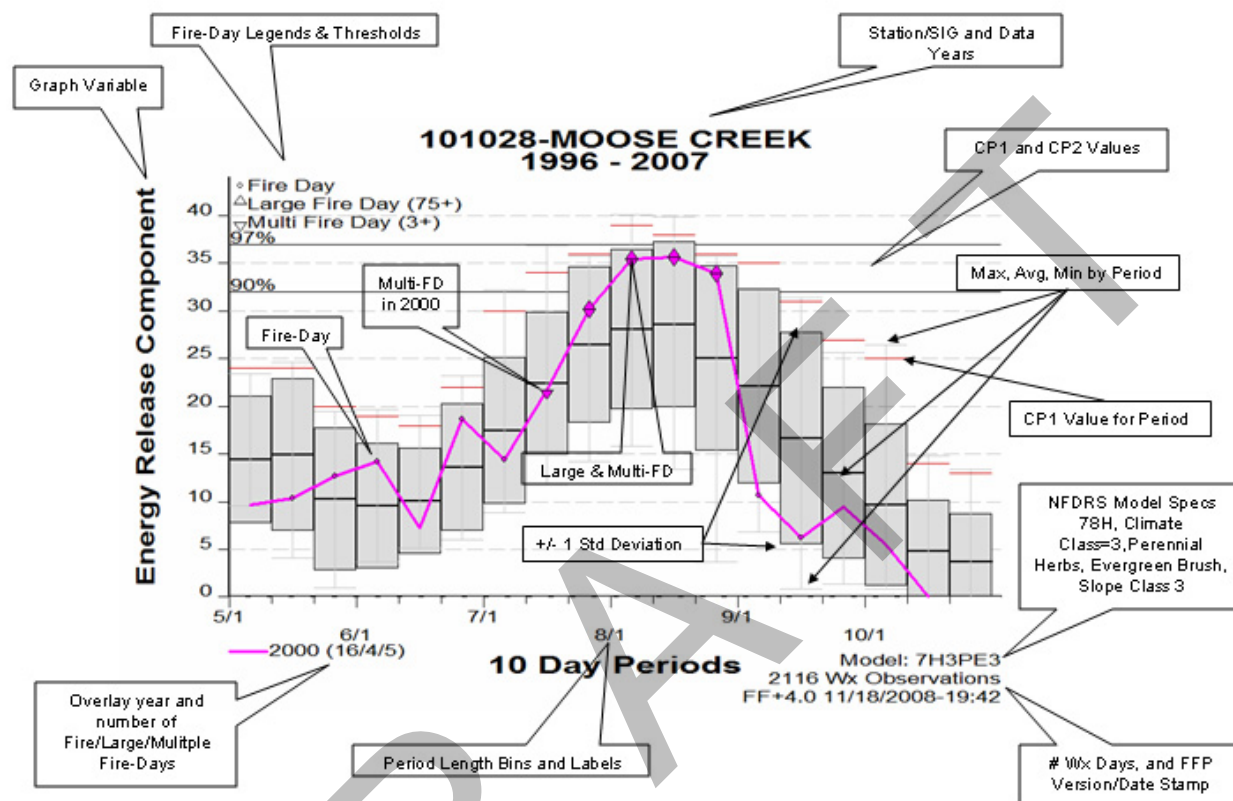 Fire-Day Legends & Thresholds
Station/SIG and Data
Years
Graph Variable
101028-MOOSE CREEK
1996 - 2007
CP1 and CP2 Values
Energy Release Component
Fire Day
Large Fire Day (75+)
Multi Fire Day (3+)
40
97%
35
90%
30
25
20
15
10
5
0
Multi-FD
in 2000
Fire-Day
Max, Avg, Min by Period
CP1 Value for Period
Large & Multi-FD
+/- 1 Std Deviation
NFDRS Model Specs
78H, Climate
Class=3,Perennial
Herbs, Evergreen Brush,
Slope Class 3
5/1
6/1
7/1
8/1
9/1
10/1
2000 (16/4/5)
10 Day Periods
Model: 7H3PE3
2116 Wx Observations
FF+4.0 11/18/2008-19:42
Overlay year and
number of
Fire/Large/Mulitple
Fire-Days
Period Length Bins and Labels
# Wx Days, and FFP
Version/Date Stamp
DRAFT